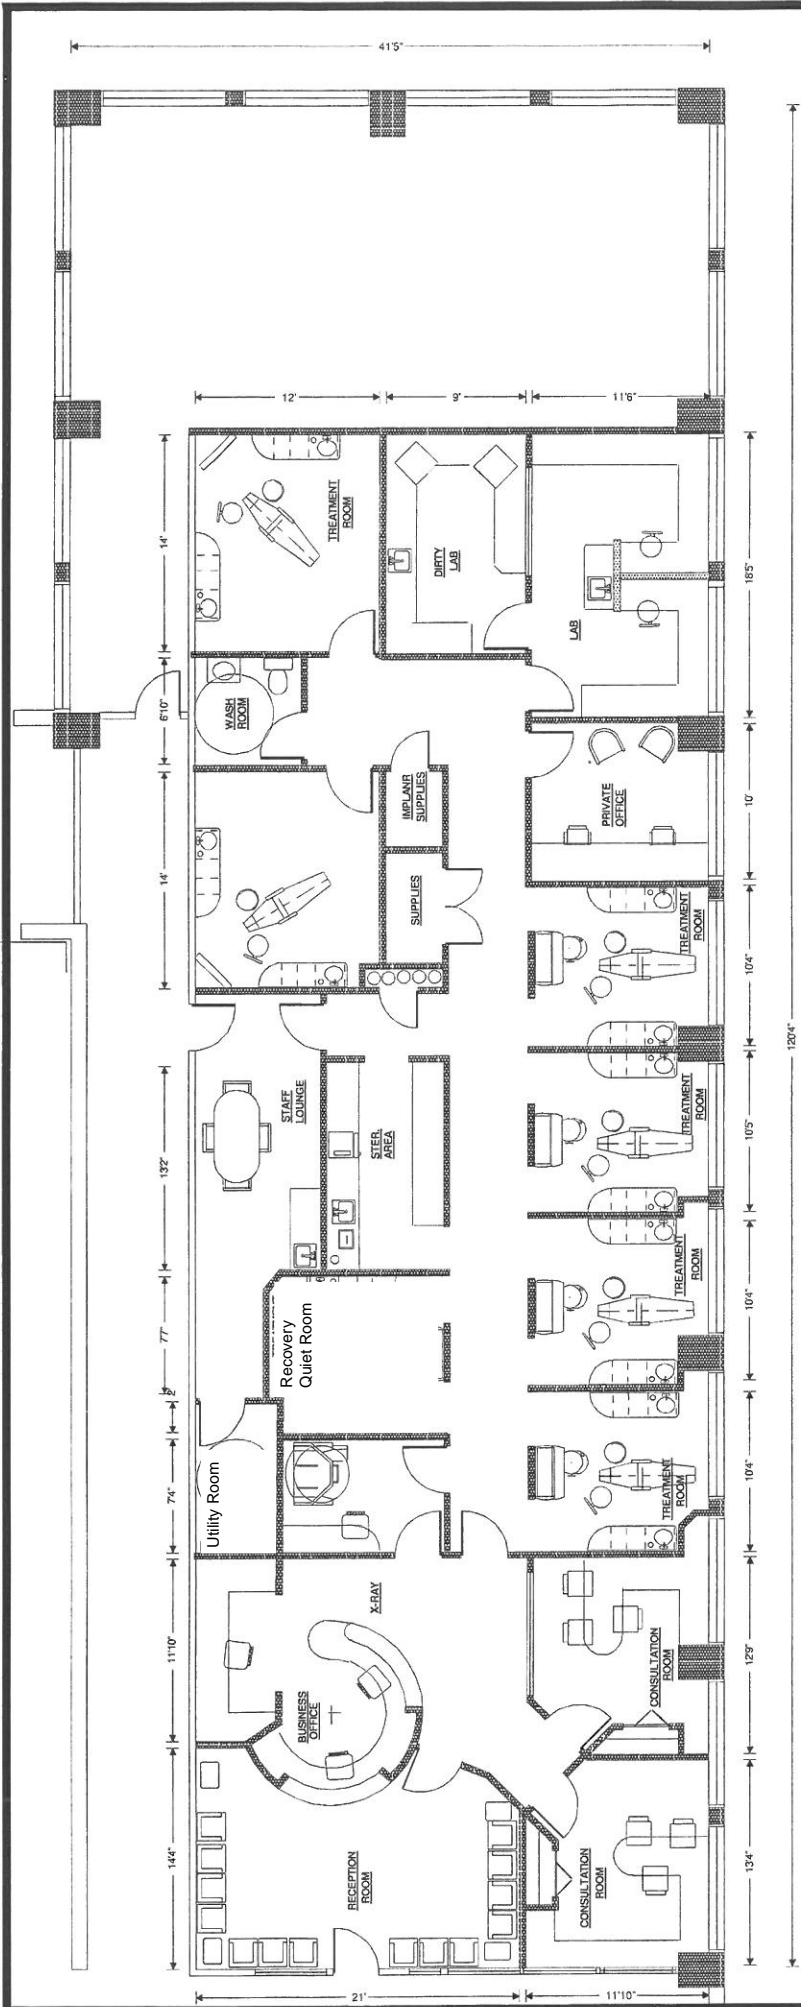 41'5"
12'
9'
11'6"
14'
TREATMENT
ROOM
DIRTY
LAB
LAB
18'5"
6'10"
WASH
ROOM
14'
IMPLANR
SUPPLIES
PRIVATE
OFFICE
10'
SUPPLIES
TREATMENT
ROOM
10'4"
120'4"
STAFF
LOUNGE
STER.
AREA
13'2"
TREATMENT
ROOM
10'5"
7'7"
Recovery
Quiet Room
TREATMENT
ROOM
10'4"
2'
7'4"
Utility Room
TREATMENT
ROOM
10'4"
11'10"
X-RAY
BUSINESS
OFFICE
CONSULTATION
ROOM
12'9"
14'4"
RECEPTION
ROOM
CONSULTATION
ROOM
13'4"
21'
11'10"